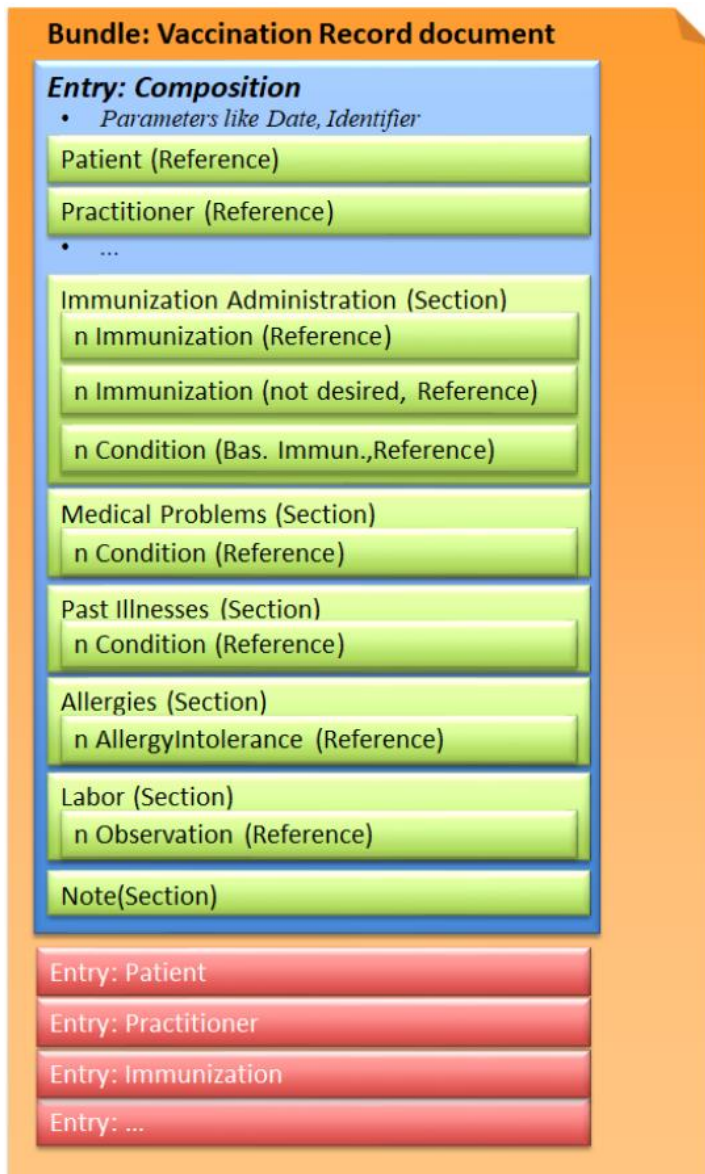 Bundle: Vaccination Record document
Entry: Composition
• Parameters like Date, Identifier
Patient (Reference)
Practitioner (Reference)
• ...
Immunization Administration (Section)
n Immunization (Reference)
n Immunization (not desired, Reference)
n Condition (Bas. Immun.,Reference)
Medical Problems (Section)
n Condition (Reference)
Past Illnesses (Section)
n Condition (Reference)
Allergies (Section)
n AllergyIntolerance (Reference)
Labor (Section)
n Observation (Reference)
Note(Section)
Entry: Patient
Entry: Practitioner
Entry: Immunization
Entry: ...